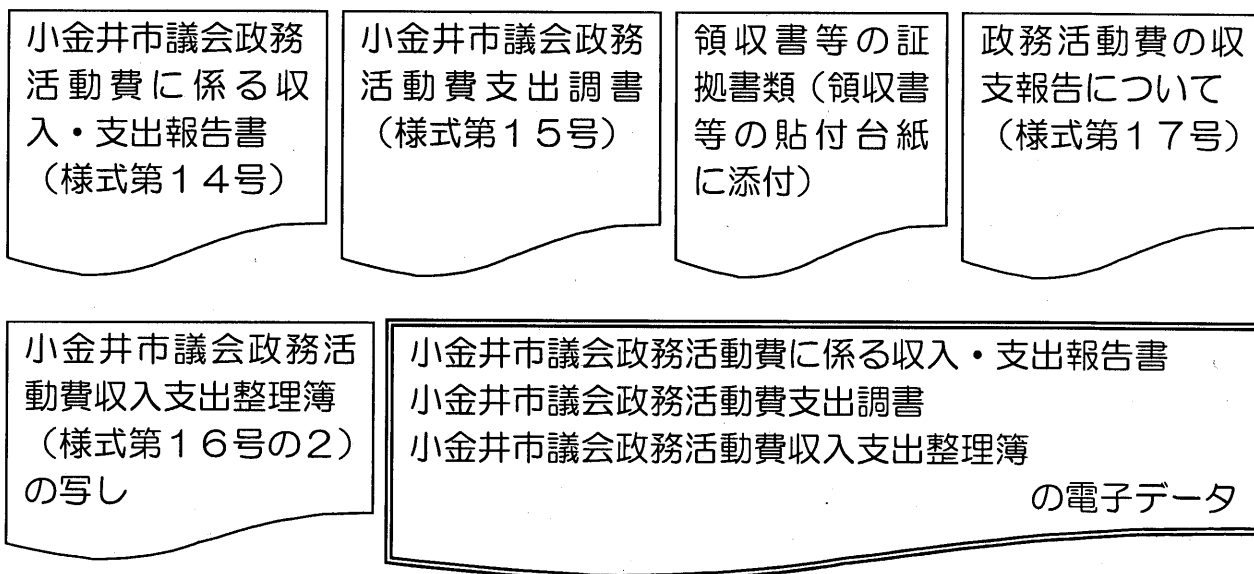 小金井市議会政務
活動費に係る収
入・支出報告書
（様式第１４号）
小金井市議会政務
活動費支出調書
（様式第１５号）
領収書等の証
拠書類（領収書
等の貼付台紙
に添付）
政務活動費の収
支報告について
（様式第１７号）
小金井市議会政務活
動費収入支出整理簿
（様式第１６号の２）
の写し
小金井市議会政務活動費に係る収入・支出報告書
小金井市議会政務活動費支出調書
小金井市議会政務活動費収入支出整理簿
の電子データ